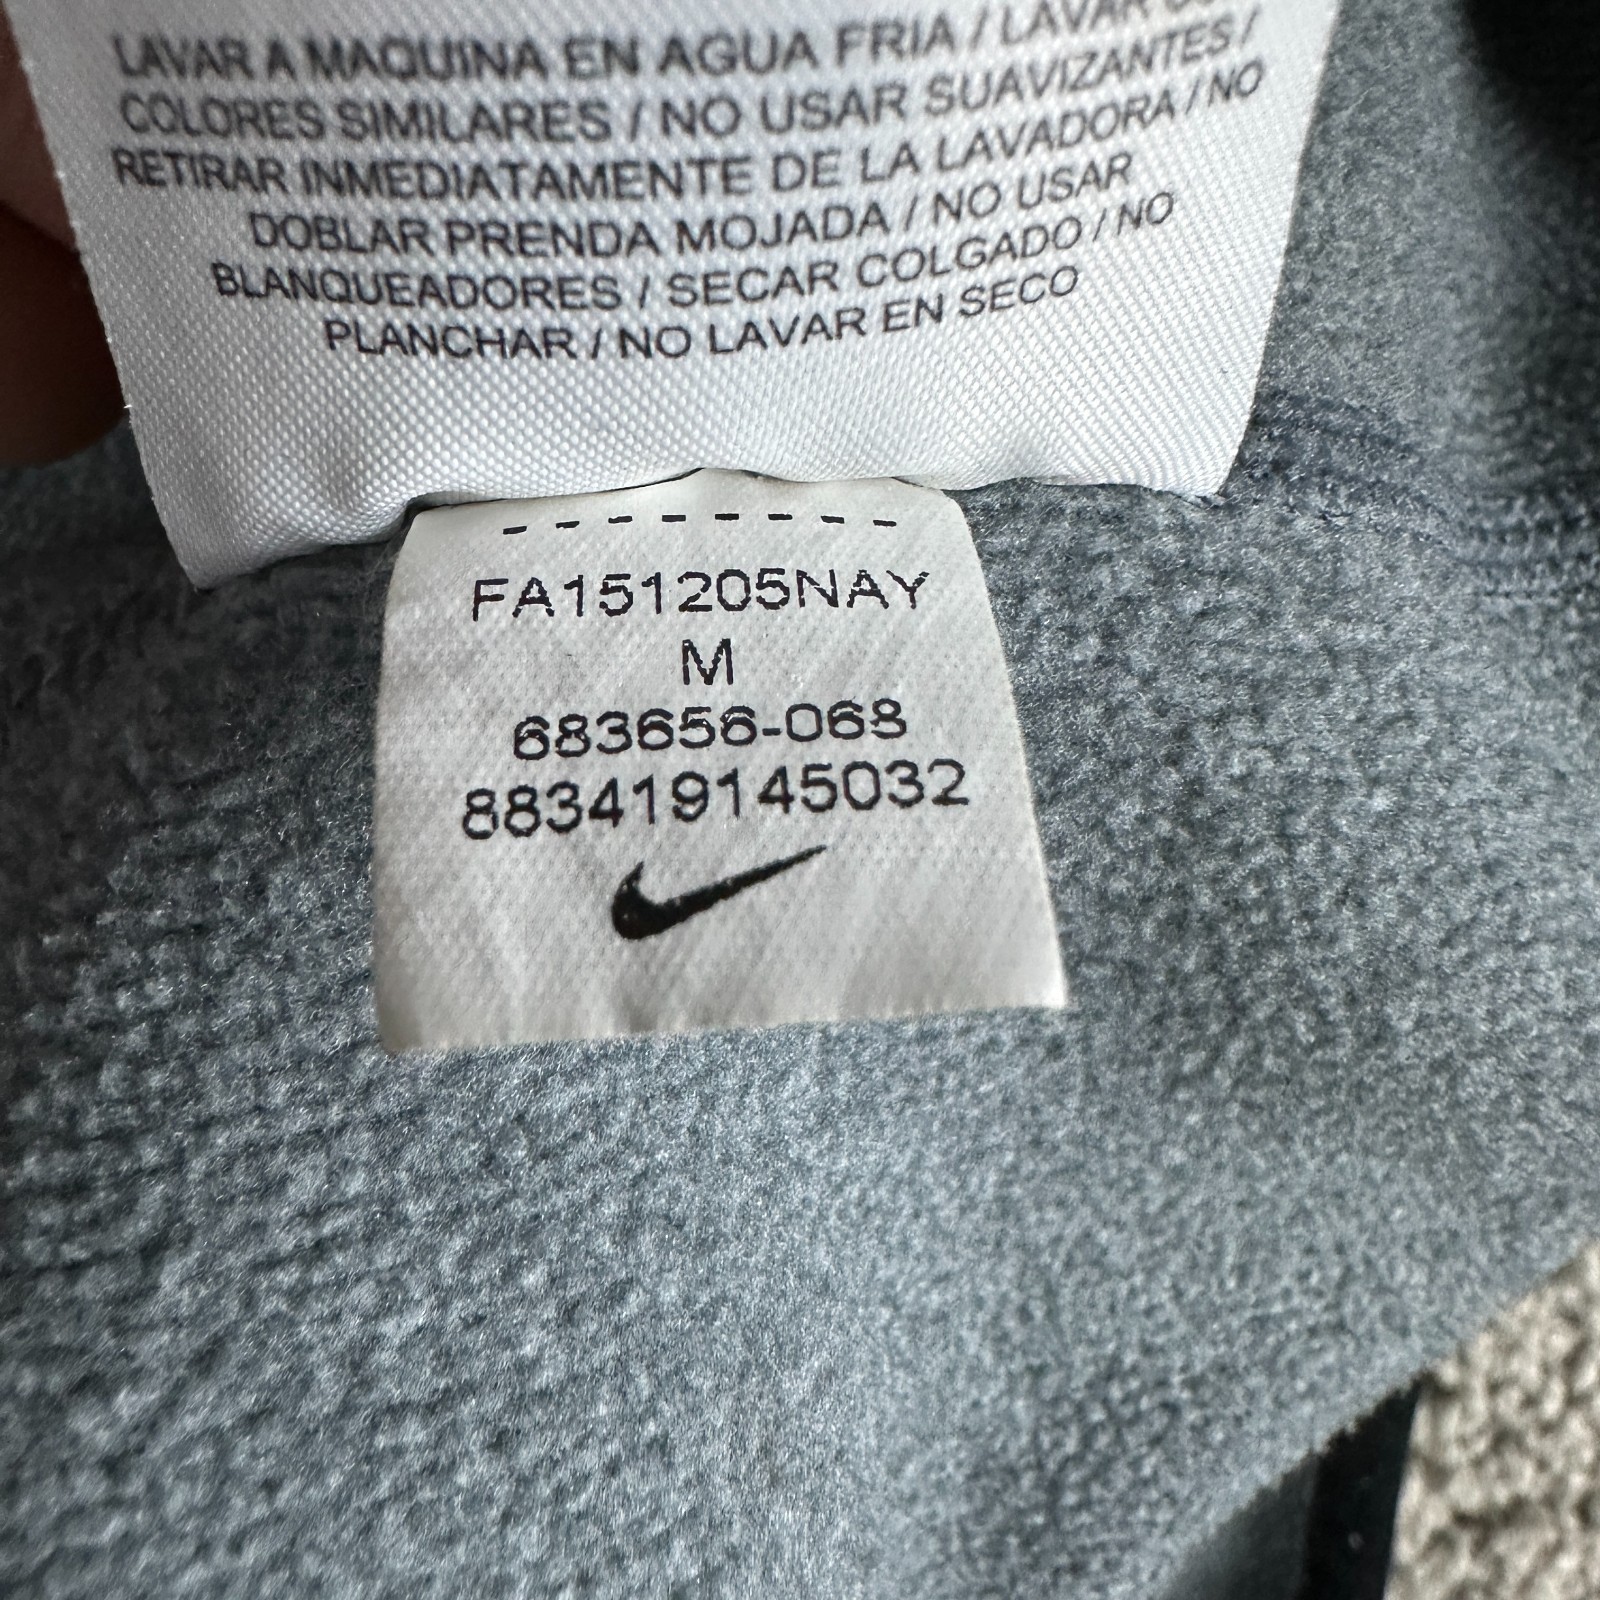 LAVAR A MAQUINA EN AGUA FRIA / LAVAR
COLORES SIMILARES / NO USAR SUAVIZANTES /
RETIRAR INMEDIATAMENTE DE LA LAVADORA / NO
DOBLAR PRENDA MOJADA / NO USAR
BLANQUEADORES / SECAR COLGADO / NO
PLANCHAR / NO LAVAR EN SECO
FA151205NAY
M
683656-068
883419145032